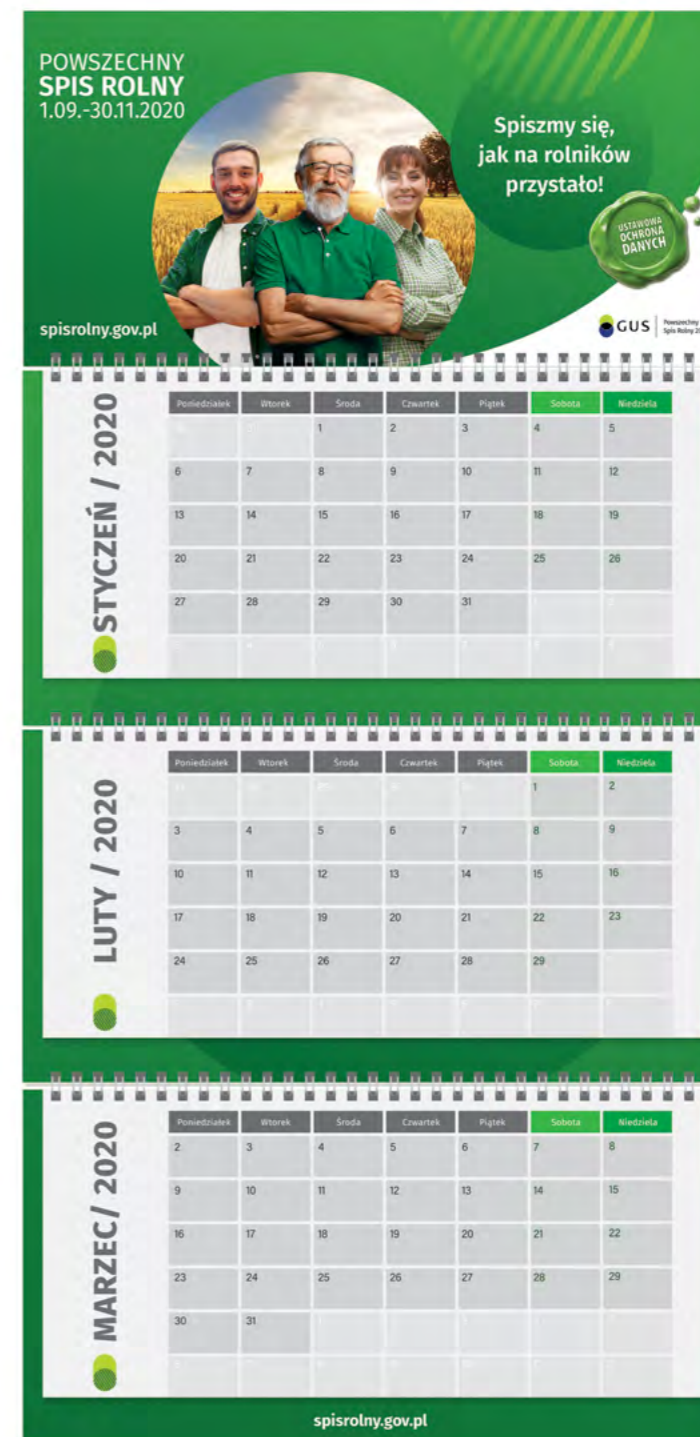 POWSZECHNY
SPIS ROLNY
1.09.-30.11.2020
Spiszmy się,
jak na rolników
przystało!
USTAWOWA
OCHRONA
DANYCH
spisrolny.gov.pl
GUS
Powszechny
Spis Rolny
STYCZEŃ / 2020
Poniedziałek Wtorek Środa Czwartek Piątek Sobota Niedziela
1 2 3 4 5
6 7 8 9 10 11 12
13 14 15 16 17 18 19
20 21 22 23 24 25 26
27 28 29 30 31
LUTY / 2020
Poniedziałek Wtorek Środa Czwartek Piątek Sobota Niedziela
1 2
3 4 5 6 7 8 9
10 11 12 13 14 15 16
17 18 19 20 21 22 23
24 25 26 27 28 29
MARZEC/ 2020
Poniedziałek Wtorek Środa Czwartek Piątek Sobota Niedziela
2 3 4 5 6 7 8
9 10 11 12 13 14 15
16 17 18 19 20 21 22
23 24 25 26 27 28 29
30 31
spisrolny.gov.pl